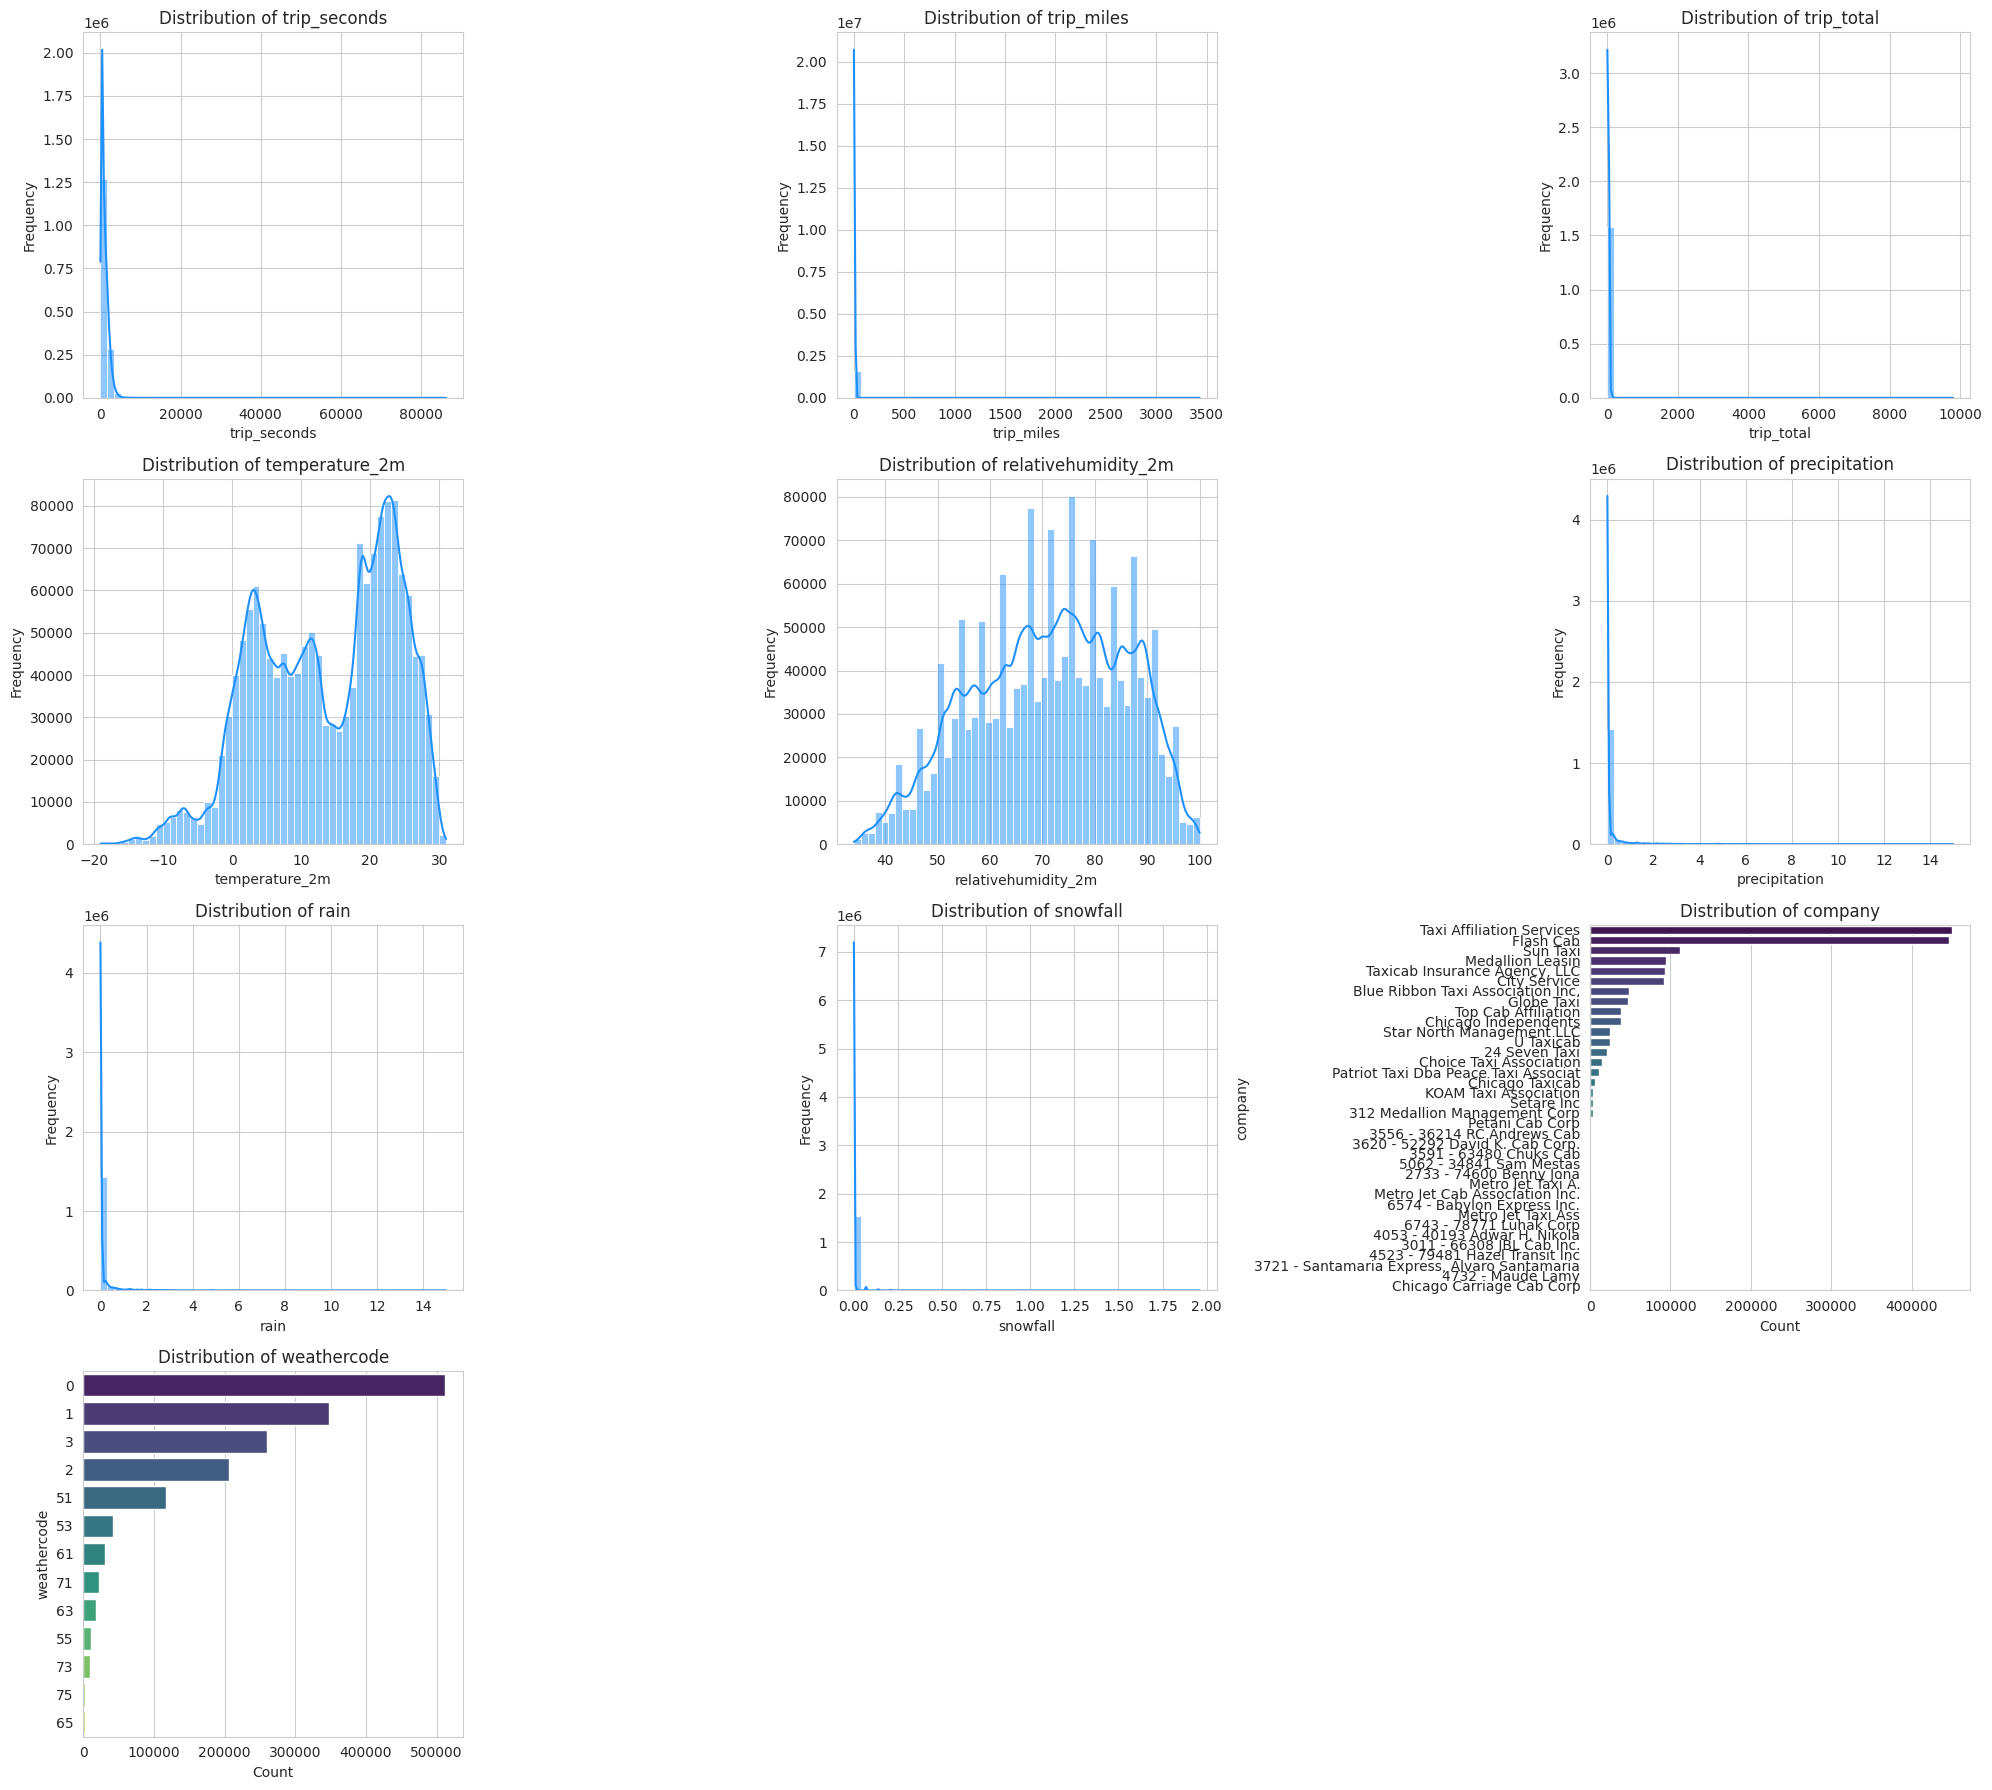 Distribution of trip_seconds
1e6
2.00
1.75
1.50
1.25
1.00
0.75
0.50
0.25
0.00
Frequency
0 20000 40000 60000 80000
trip_seconds
Distribution of trip_miles
1e7
2.00
1.75
1.50
1.25
1.00
0.75
0.50
0.25
0.00
Frequency
0 500 1000 1500 2000 2500 3000 3500
trip_miles
Distribution of trip_total
1e6
3.0
2.5
2.0
1.5
1.0
0.5
0.0
Frequency
0 2000 4000 6000 8000 10000
trip_total
Distribution of temperature_2m
80000
70000
60000
50000
40000
30000
20000
10000
0
Frequency
−20 −10 0 10 20 30
temperature_2m
Distribution of relativehumidity_2m
80000
70000
60000
50000
40000
30000
20000
10000
0
Frequency
40 50 60 70 80 90 100
relativehumidity_2m
Distribution of precipitation
1e6
4
3
2
1
0
Frequency
0 2 4 6 8 10 12 14
precipitation
Distribution of rain
1e6
4
3
2
1
0
Frequency
0 2 4 6 8 10 12 14
rain
Distribution of snowfall
1e6
7
6
5
4
3
2
1
0
Frequency
0.00 0.25 0.50 0.75 1.00 1.25 1.50 1.75 2.00
snowfall
Distribution of company
Taxi Affiliation Services
Flash Cab
Sun Taxi
Medallion Leasin
Taxicab Insurance Agency, LLC
City Service
Blue Ribbon Taxi Association Inc.
Globe Taxi
Top Cab Affiliation
Chicago Independents
Star North Management LLC
U Taxicab
24 Seven Taxi
Choice Taxi Association
Patriot Taxi Dba Peace Taxi Associat
Chicago Taxicab
KOAM Taxi Association
Setare Inc
312 Medallion Management Corp
Petani Cab Corp
3556 - 36214 RC Andrews Cab
3620 - 52292 David K. Cab Corp.
3591 - 63480 Chuks Cab
5062 - 34841 Sam Mestas
2733 - 74600 Benny Jona
Metro Jet Taxi A.
Metro Jet Cab Association Inc.
6574 - Babylon Express Inc.
Metro Jet Taxi Ass
6743 - 78771 Luhak Corp
4053 - 40193 Adwar H. Nikola
3011 - 66308 JBL Cab Inc.
4523 - 79481 Hazel Transit Inc
3721 - Santamaria Express, Alvaro Santamaria
4732 - Maude Lamy
Chicago Carriage Cab Corp
company
0 100000 200000 300000 400000
Count
Distribution of weathercode
0
1
3
2
51
53
61
71
63
55
73
75
65
weathercode
0 100000 200000 300000 400000 500000
Count